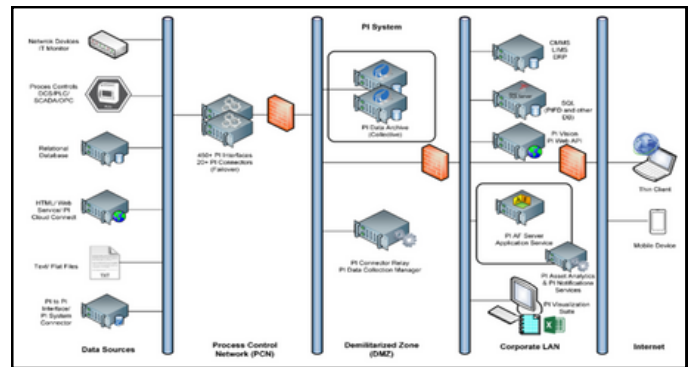 PI System
Network Devices
IT Monitor
Process Controls
DCS/PLC/
SCADA/OPC
Relational
Database
HTML/ Web
Service/ PI
Cloud Connect
Text/ Flat Files
TXT
PI to PI
Interface/
PI System
Connector
Data Sources
450+ PI Interfaces
20+ PI Connectors
(Failover)
Process Control
Network (PCN)
PI Data Archive
(Collective)
PI Connector Relay
PI Data Collection Manager
Demilitarized Zone
(DMZ)
CMMS
LIMS
ERP
SQL
(PIFD and other
DB)
PI Vision
PI Web API
PI AF Server
Application Service
PI Asset Analytics
& PI Notifications
Services
PI Visualization
Suite
Corporate LAN
Thin Client
Mobile Device
Internet